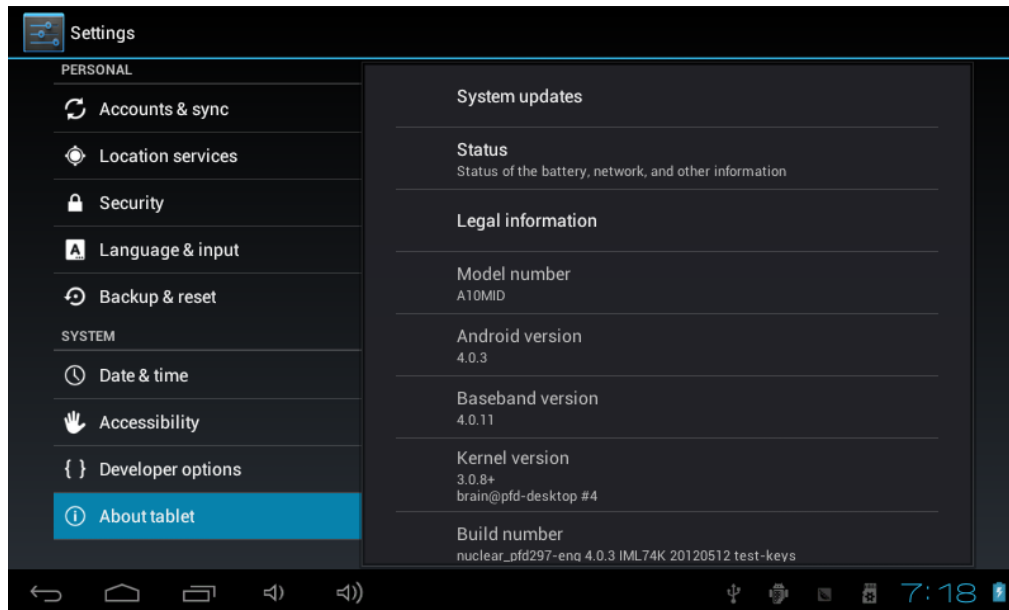 Settings
PERSONAL
Accounts & sync
Location services
Security
Language & input
Backup & reset
SYSTEM
Date & time
Accessibility
{ } Developer options
About tablet
System updates
Status
Status of the battery, network, and other information
Legal information
Model number
A10MID
Android version
4.0.3
Baseband version
4.0.11
Kernel version
3.0.8+
brain@pfd-desktop #4
Build number
nuclear_pfd297-eng 4.0.3 IML74K 20120512 test-keys
7:18